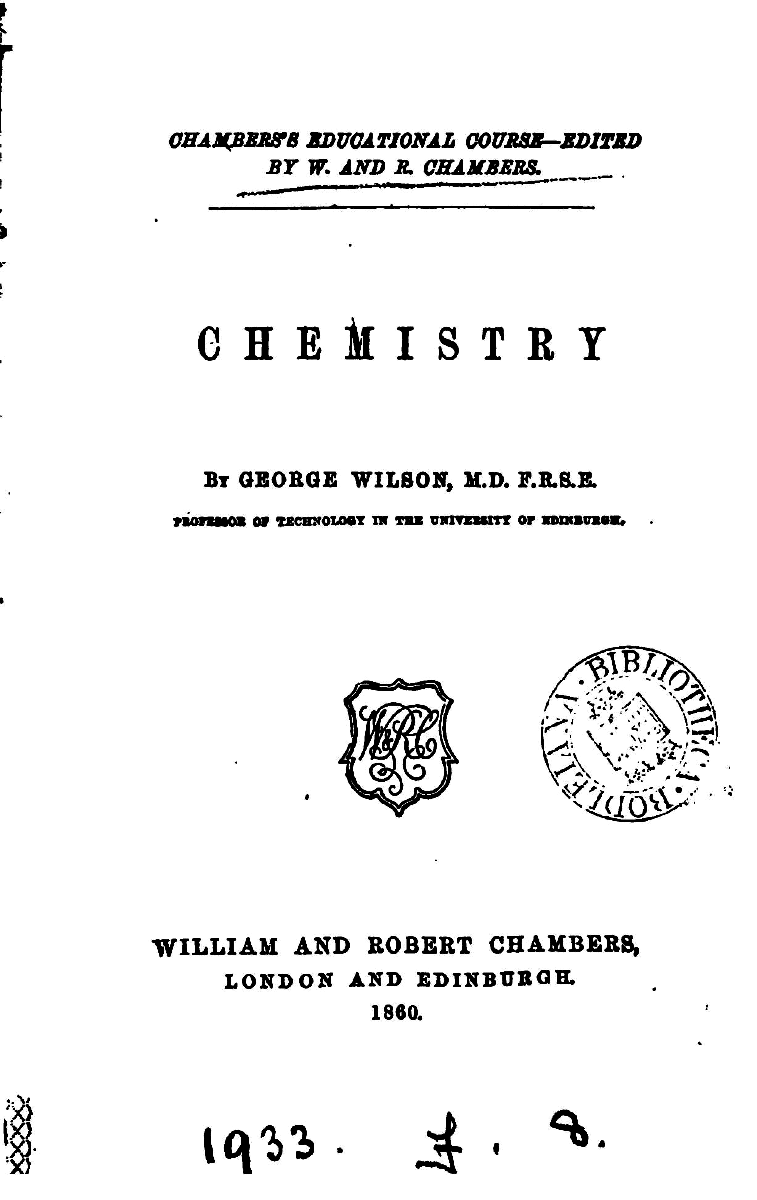 CHAMBERS'S EDUCATIONAL COURSE—EDITED
BY W. AND R. CHAMBERS.
CHEMISTRY
BY GEORGE WILSON, M.D. F.R.S.E.
PROFESSOR OF TECHNOLOGY IN THE UNIVERSITY OF EDINBURGH.
W&RC
BIBLIOTHECA · BODLEIANA ·
WILLIAM AND ROBERT CHAMBERS,
LONDON AND EDINBURGH.
1860.
1933. f. 8.